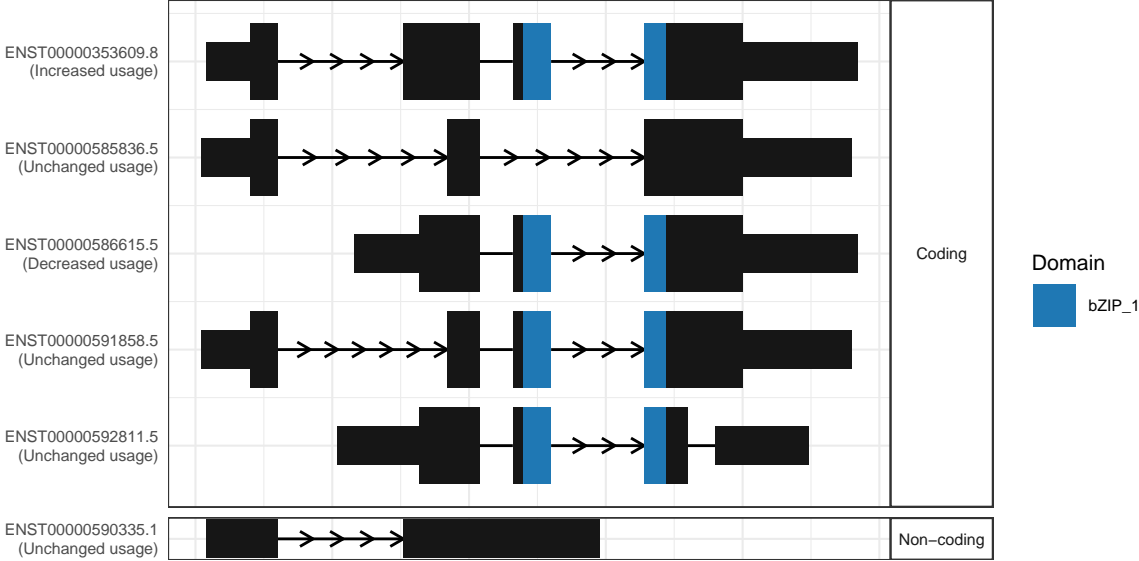 ENST00000353609.8
(Increased usage)
ENST00000585836.5
(Unchanged usage)
ENST00000586615.5
(Decreased usage)
ENST00000591858.5
(Unchanged usage)
ENST00000592811.5
(Unchanged usage)
Coding
ENST00000590335.1
(Unchanged usage)
Non−coding
Domain
bZIP_1